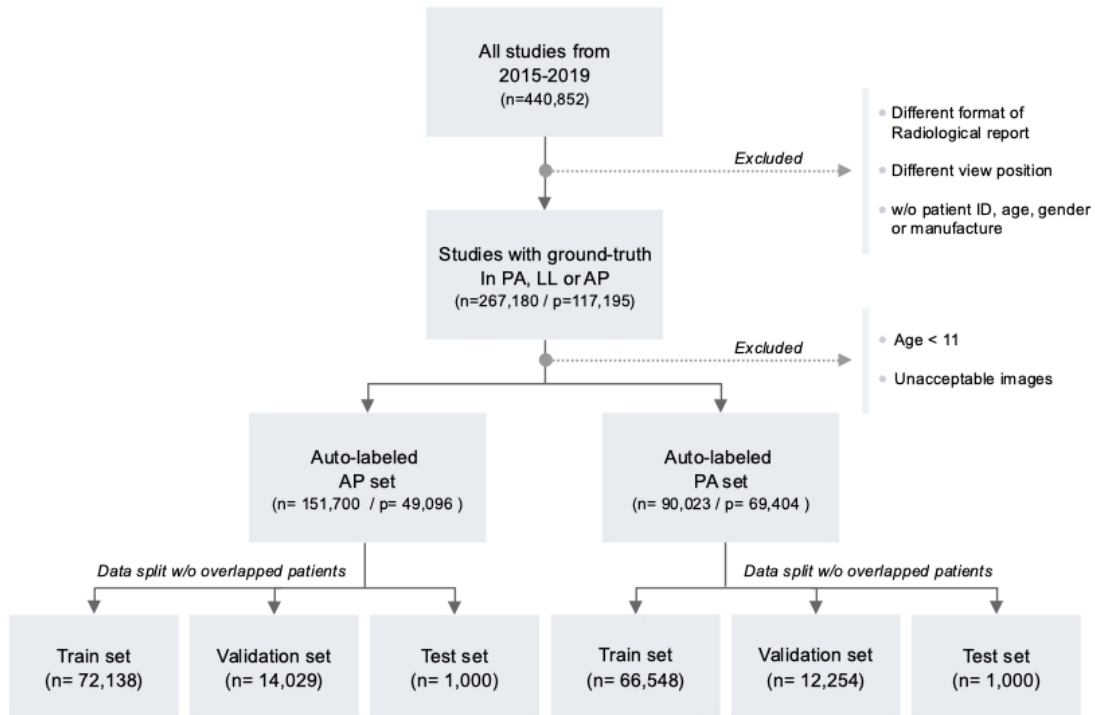 All studies from
2015-2019
(n=440,852)
Excluded
Different format of
Radiological report
Different view position
w/o patient ID, age, gender
or manufacture
Studies with ground-truth
In PA, LL or AP
(n=267,180 / p=117,195)
Excluded
Age < 11
Unacceptable images
Auto-labeled
AP set
(n= 151,700 / p= 49,096 )
Auto-labeled
PA set
(n= 90,023 / p= 69,404 )
Data split w/o overlapped patients
Data split w/o overlapped patients
Train set
(n= 72,138)
Validation set
(n= 14,029)
Test set
(n= 1,000)
Train set
(n= 66,548)
Validation set
(n= 12,254)
Test set
(n= 1,000)